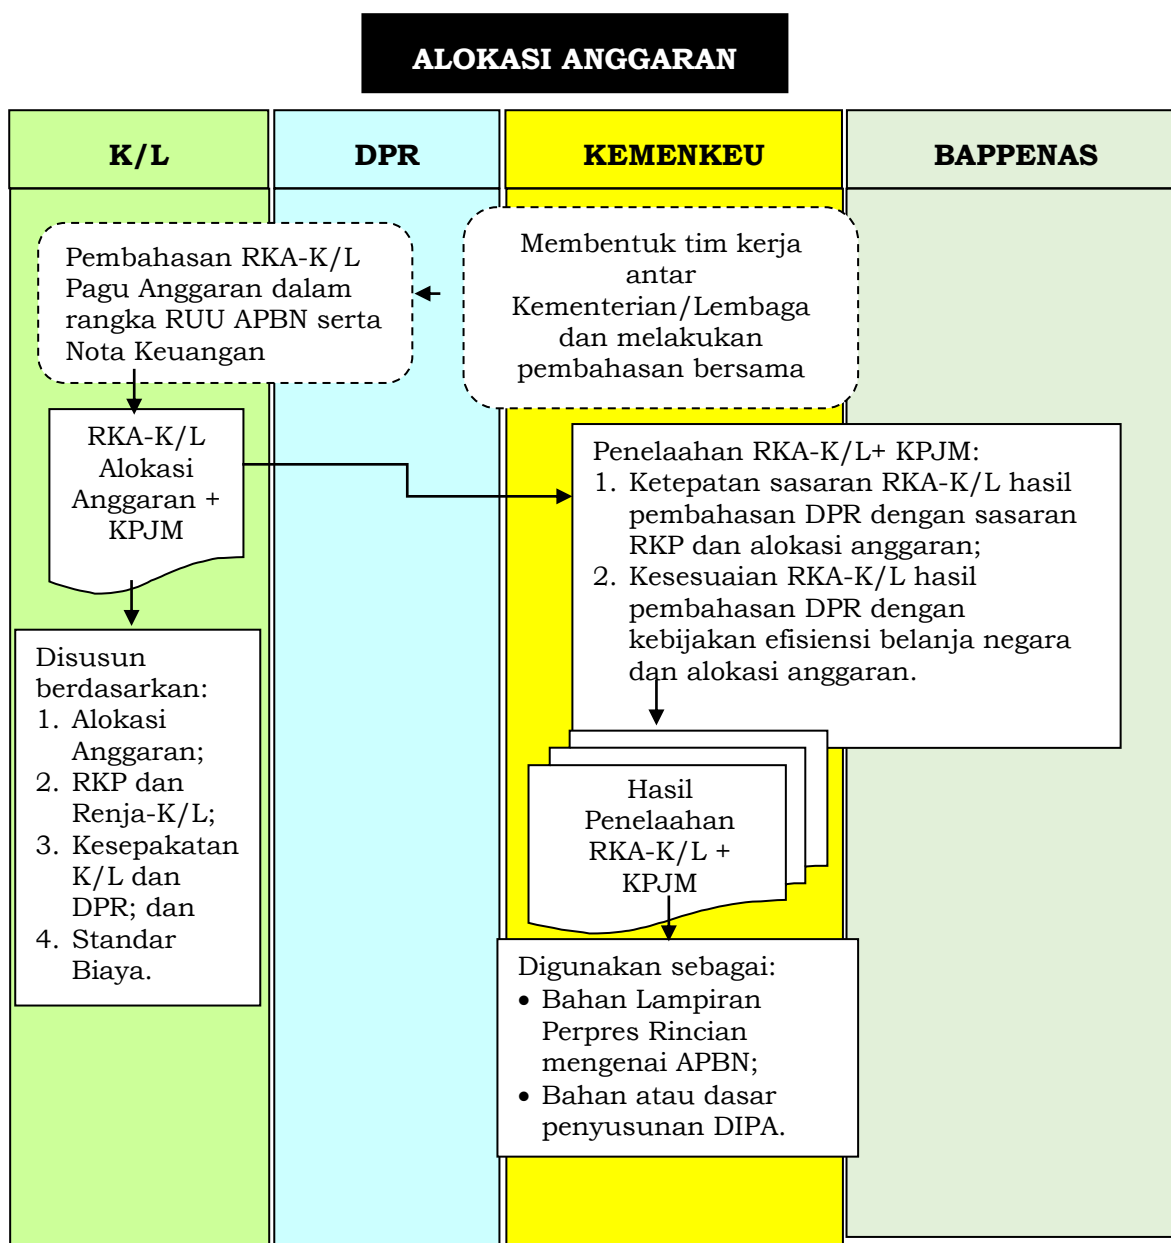 ALOKASI ANGGARAN
K/L
DPR
KEMENKEU
BAPPENAS
Pembahasan RKA-K/L
Pagu Anggaran dalam
rangka RUU APBN serta
Nota Keuangan
Membentuk tim kerja
antar
Kementerian/Lembaga
dan melakukan
pembahasan bersama
RKA-K/L
Alokasi
Anggaran +
KPJM
Penelaahan RKA-K/L+ KPJM:
1. Ketepatan sasaran RKA-K/L hasil
pembahasan DPR dengan sasaran
RKP dan alokasi anggaran;
2. Kesesuaian RKA-K/L hasil
pembahasan DPR dengan
kebijakan efisiensi belanja negara
dan alokasi anggaran.
Disusun
berdasarkan:
1. Alokasi
Anggaran;
2. RKP dan
Renja-K/L;
3. Kesepakatan
K/L dan
DPR; dan
4. Standar
Biaya.
Hasil
Penelaahan
RKA-K/L +
KPJM
Digunakan sebagai:
• Bahan Lampiran
Perpres Rincian
mengenai APBN;
• Bahan atau dasar
penyusunan DIPA.